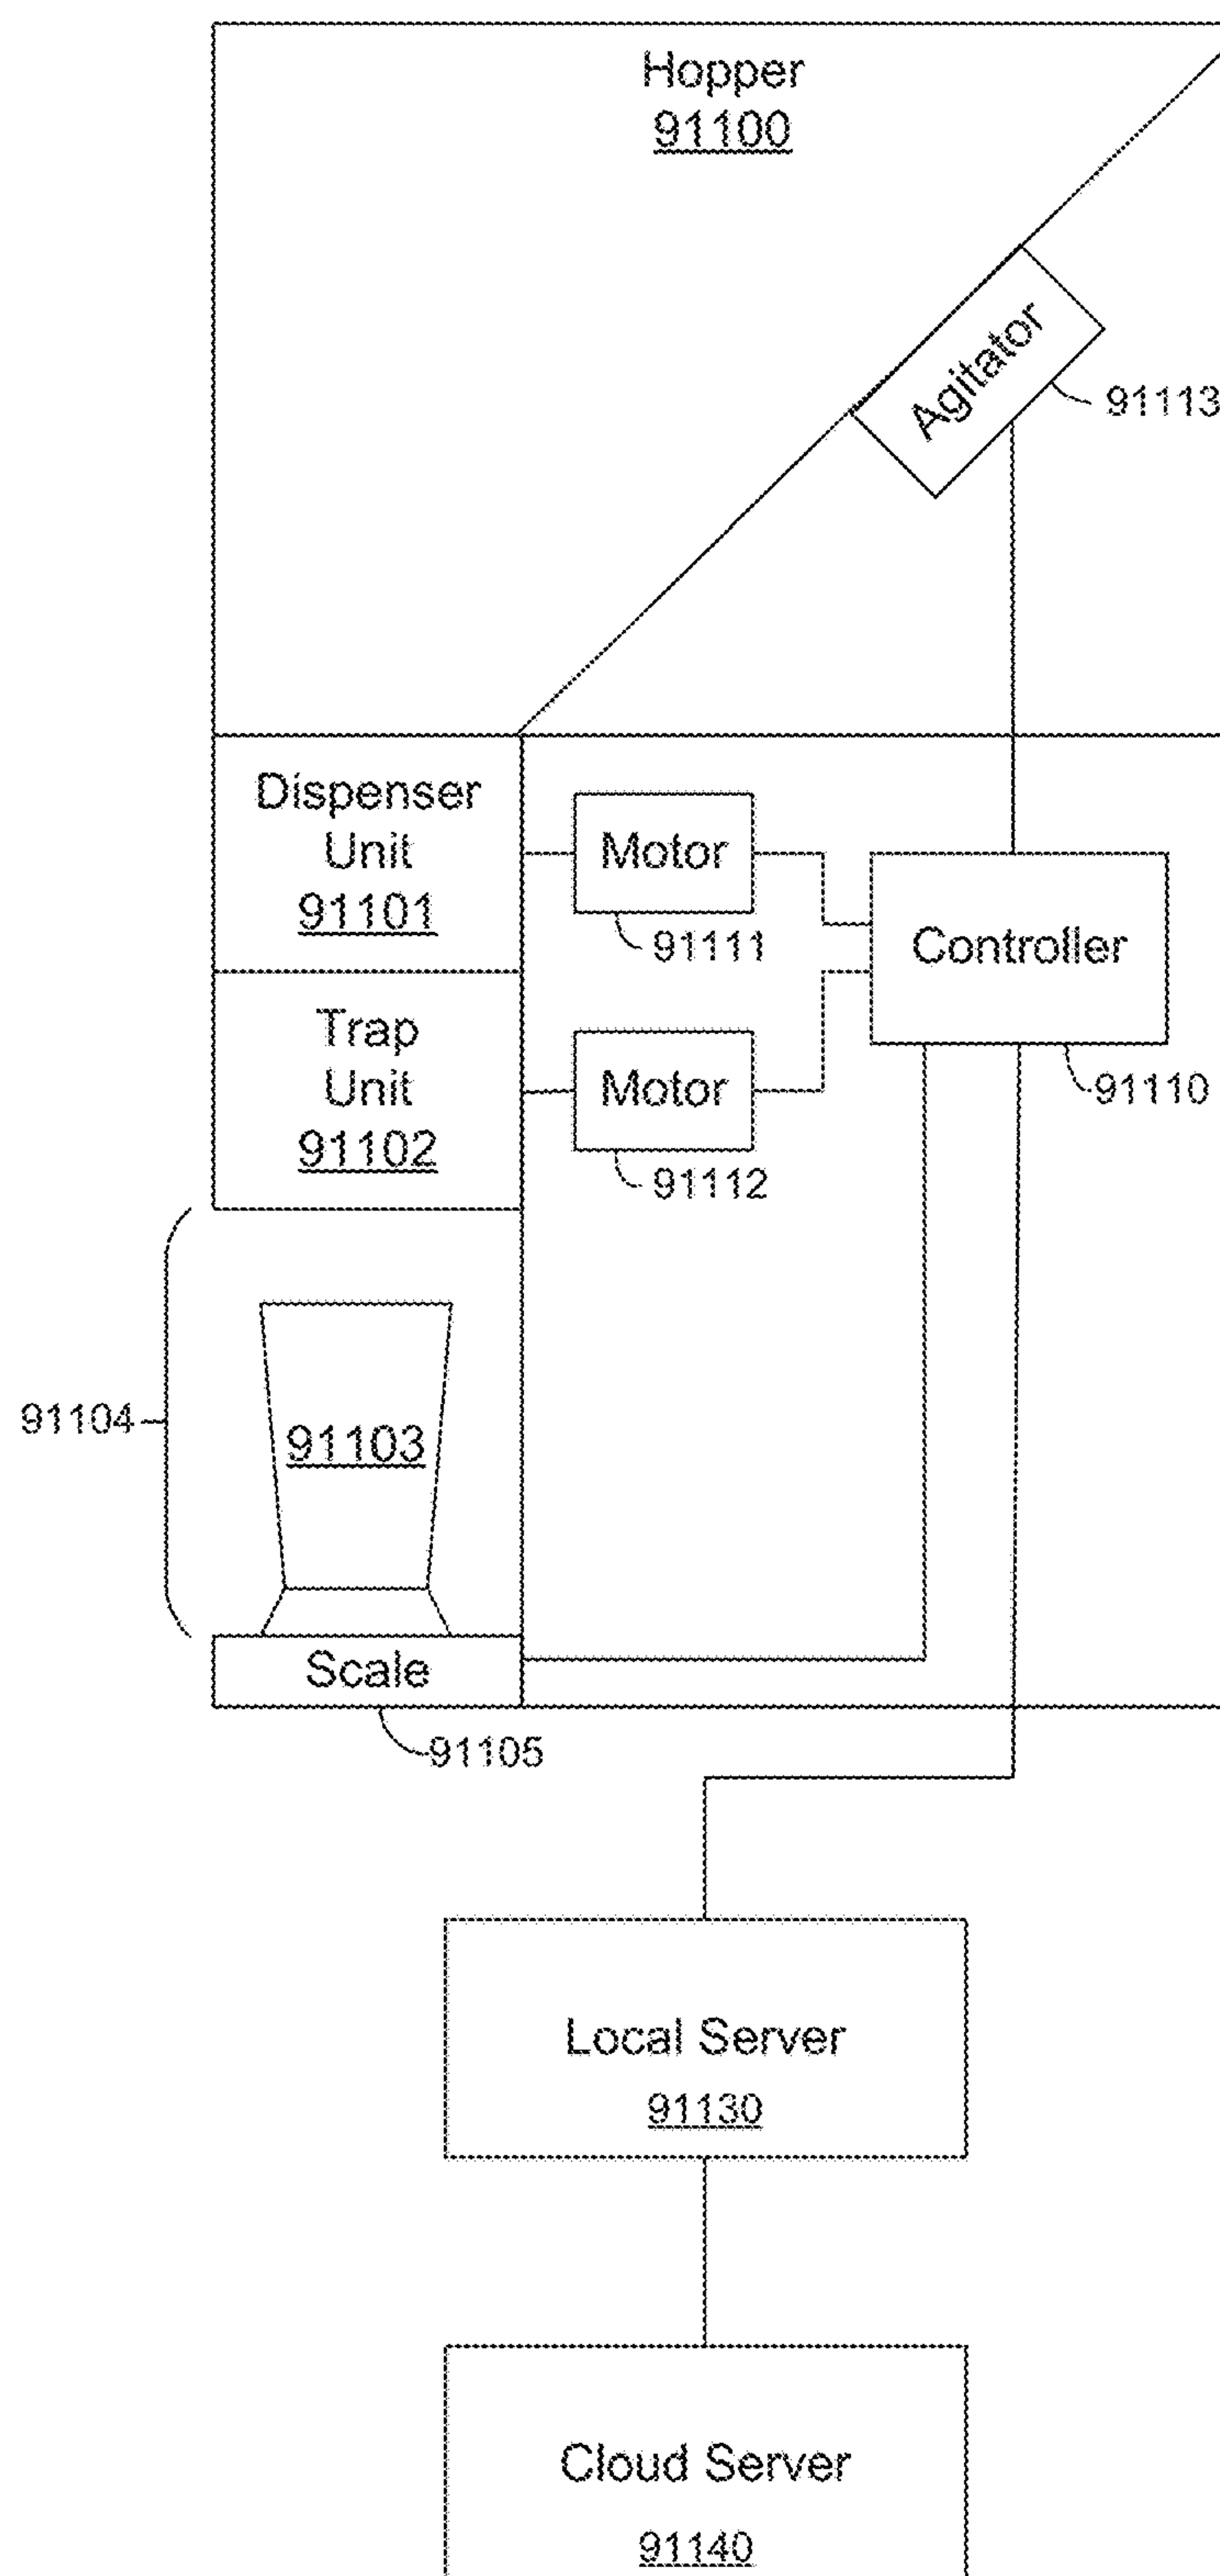 Hopper
91100
Agitator
91113
Dispenser
Unit
91101
Motor
91111
Controller
91110
Trap
Unit
91102
Motor
91112
91104
91103
Scale
91105
Local Server
91130
Cloud Server
91140